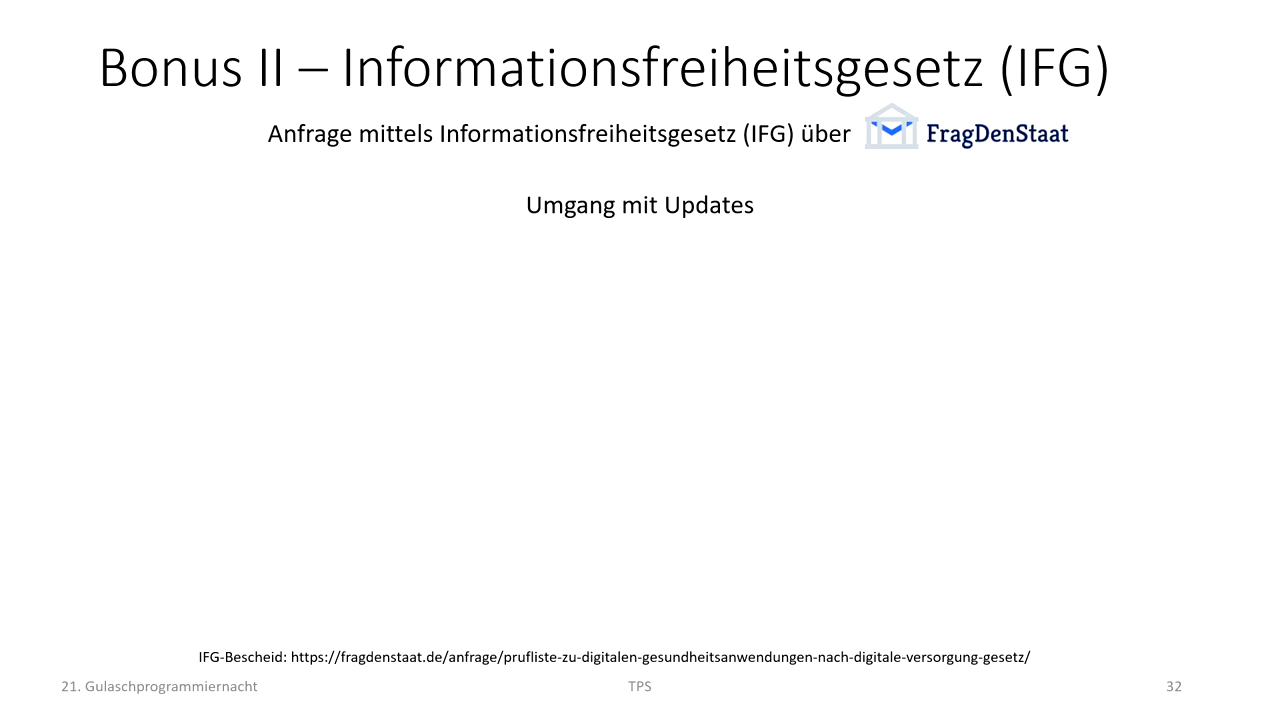 Bonus II – Informationsfreiheitsgesetz (IFG)
Anfrage mittels Informationsfreiheitsgesetz (IFG) über FragDenStaat
Umgang mit Updates
IFG-Bescheid: https://fragdenstaat.de/anfrage/prufliste-zu-digitalen-gesundheitsanwendungen-nach-digitale-versorgung-gesetz/
21. Gulaschprogrammiernacht TPS 32